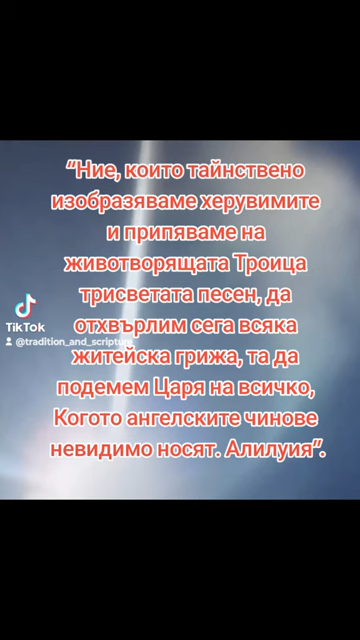 “Ние, които тайнствено
изобразяваме херувимите
и припяваме на
животворящата Троица
трисветата песен, да
отхвърлим сега всяка
житейска грижа, та да
подемем Царя на всичко,
Когото ангелските чинове
невидимо носят. Алилуия”.
TikTok
@tradition_and_scripture